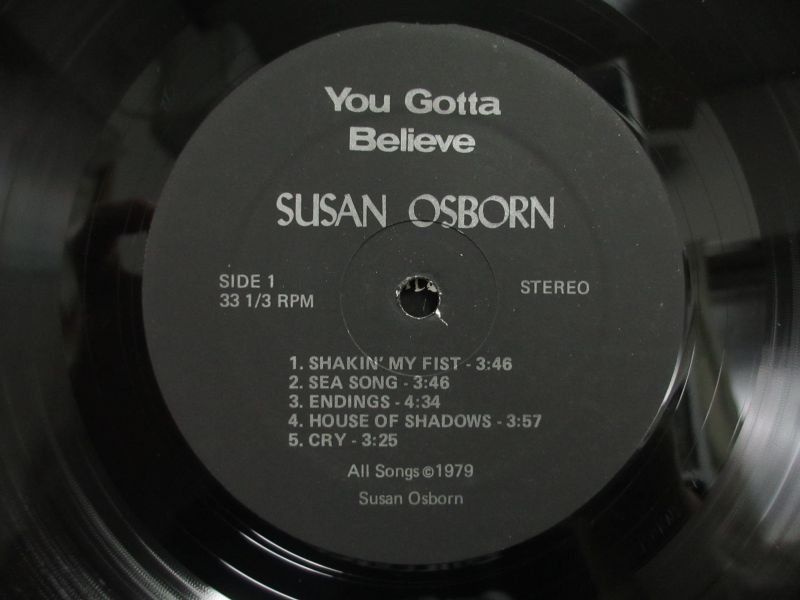 You Gotta
Believe
SUSAN OSBORN
SIDE 1
33 1/3 RPM
STEREO
1. SHAKIN' MY FIST - 3:46
2. SEA SONG - 3:46
3. ENDINGS - 4:34
4. HOUSE OF SHADOWS - 3:57
5. CRY - 3:25
All Songs ©1979
Susan Osborn